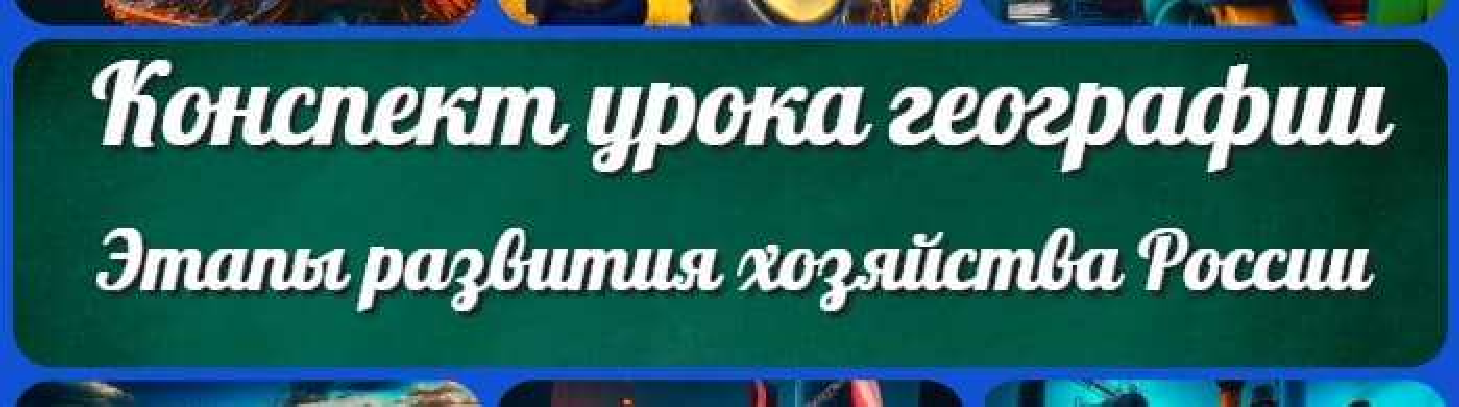 Конспект урока географии
Этапы развития хозяйства России